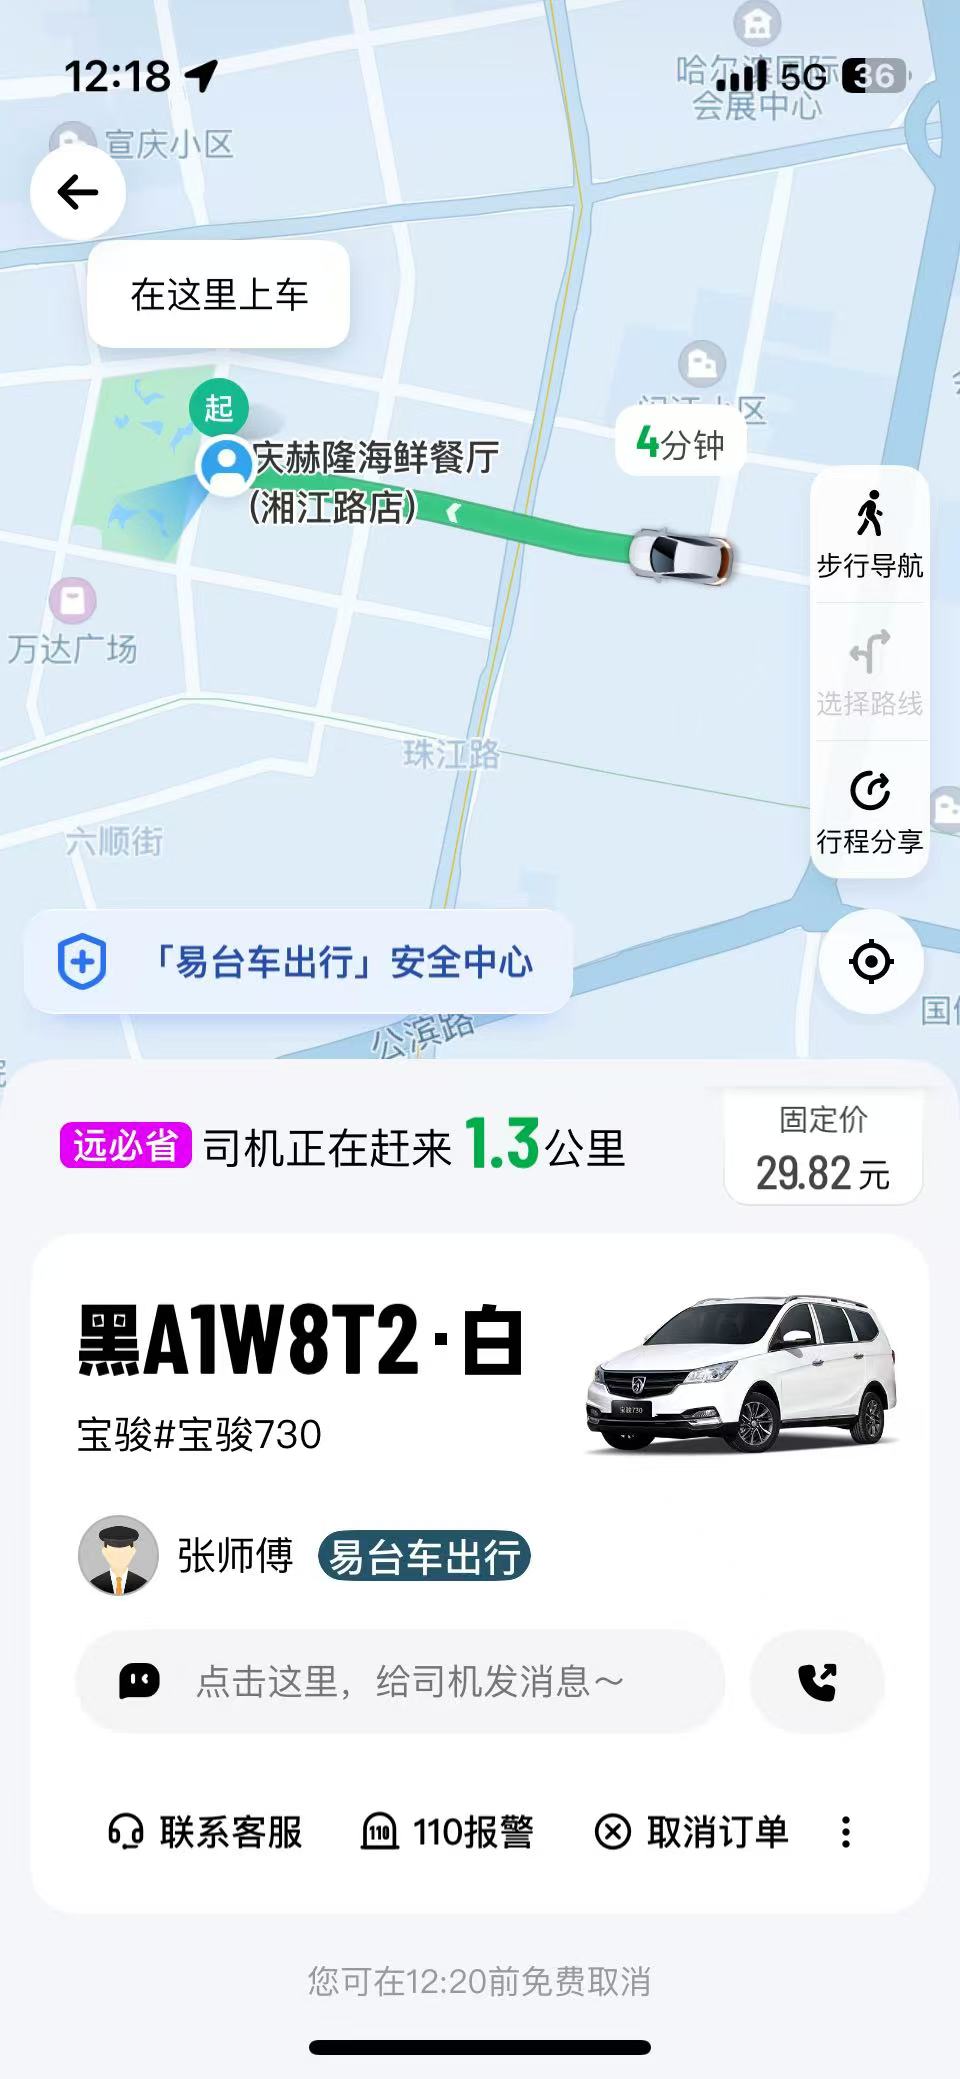 12:18
5G
36
哈尔滨国际
会展中心
宣庆小区
在这里上车
起
庆赫隆海鲜餐厅
(湘江路店)
4分钟
步行导航
万达广场
选择路线
珠江路
行程分享
六顺街
「易台车出行」安全中心
公滨路
远必省 司机正在赶来 1.3公里
固定价
29.82 元
黑A1W8T2·白
宝骏730
宝骏#宝骏730
张师傅 易台车出行
点击这里，给司机发消息～
联系客服
110 110报警
取消订单
您可在12:20前免费取消